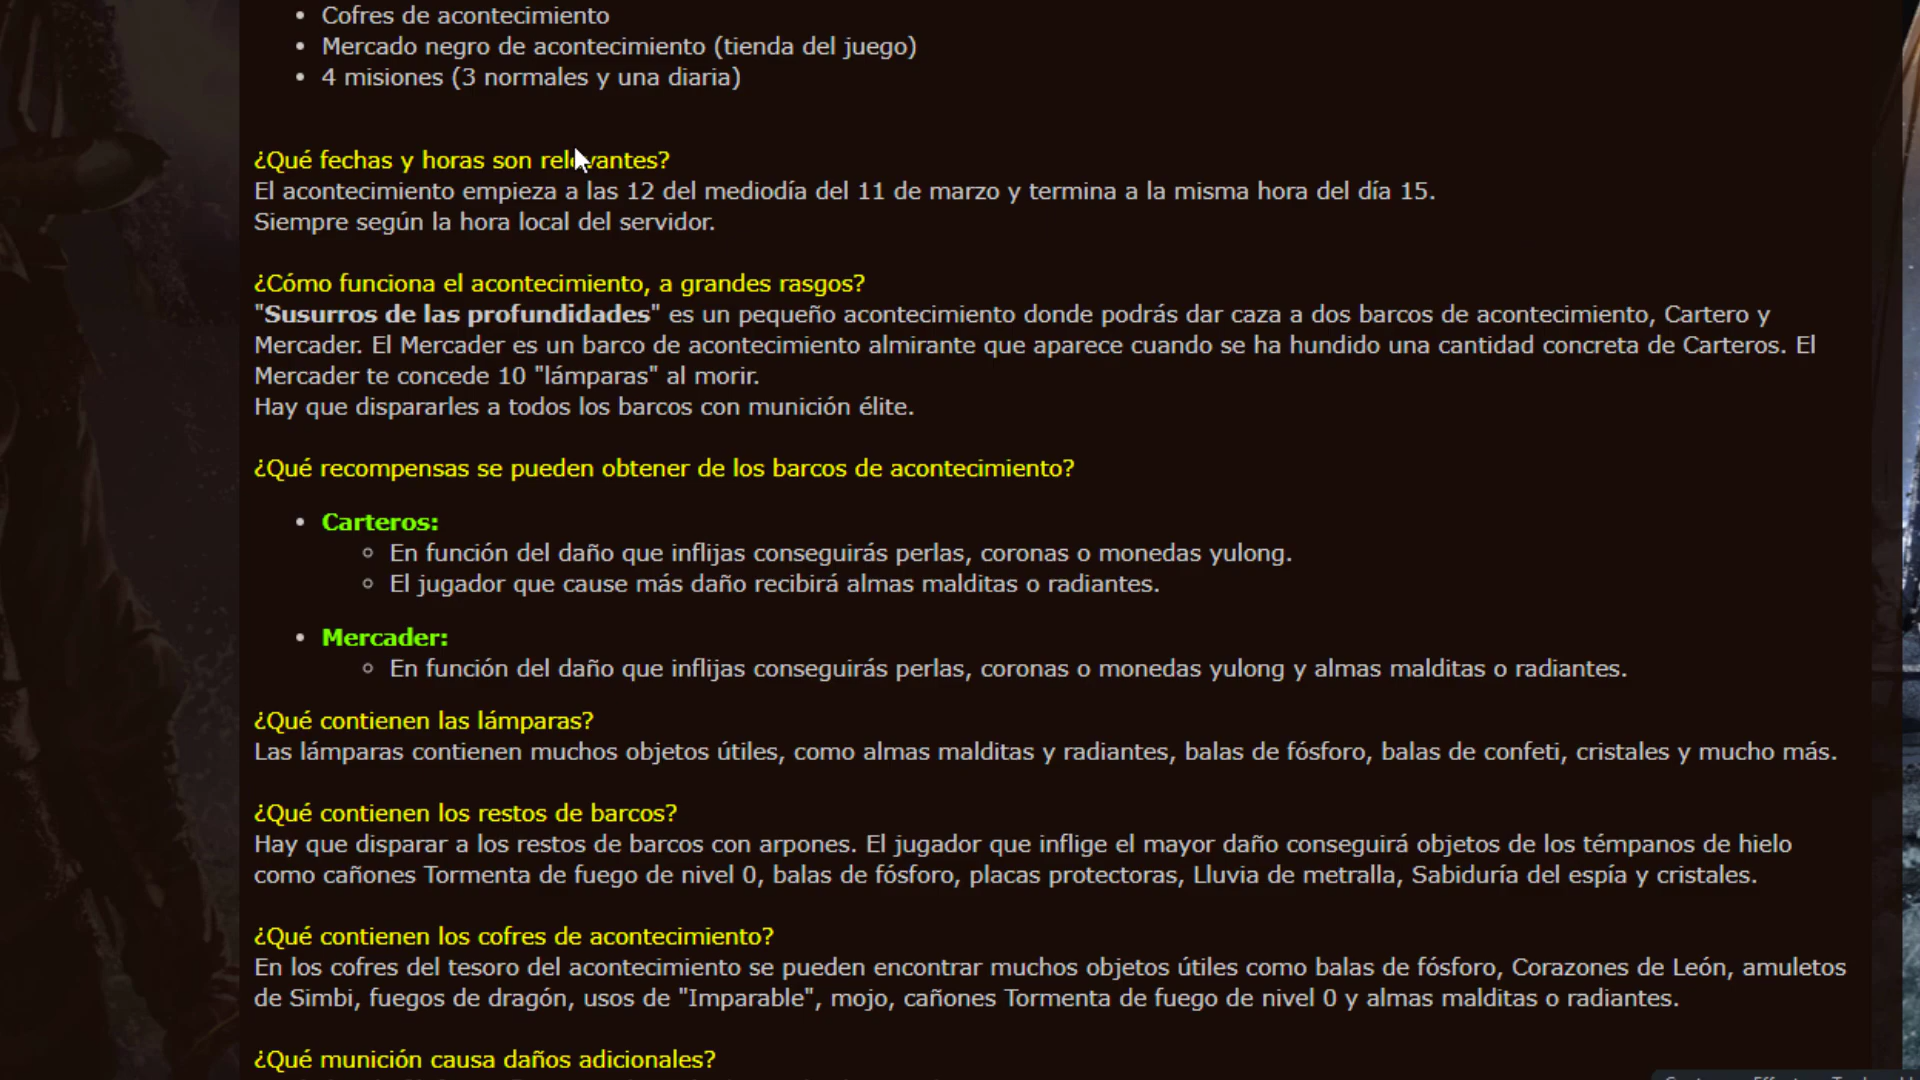 • Cofres de acontecimiento
• Mercado negro de acontecimiento (tienda del juego)
• 4 misiones (3 normales y una diaria)
¿Qué fechas y horas son relevantes?
El acontecimiento empieza a las 12 del mediodía del 11 de marzo y termina a la misma hora del día 15.
Siempre según la hora local del servidor.
¿Cómo funciona el acontecimiento, a grandes rasgos?
"Susurros de las profundidades" es un pequeño acontecimiento donde podrás dar caza a dos barcos de acontecimiento, Cartero y
Mercader. El Mercader es un barco de acontecimiento almirante que aparece cuando se ha hundido una cantidad concreta de Carteros. El
Mercader te concede 10 "lámparas" al morir.
Hay que dispararles a todos los barcos con munición élite.
¿Qué recompensas se pueden obtener de los barcos de acontecimiento?
• Carteros:
◦ En función del daño que inflijas conseguirás perlas, coronas o monedas yulong.
◦ El jugador que cause más daño recibirá almas malditas o radiantes.
• Mercader:
◦ En función del daño que inflijas conseguirás perlas, coronas o monedas yulong y almas malditas o radiantes.
¿Qué contienen las lámparas?
Las lámparas contienen muchos objetos útiles, como almas malditas y radiantes, balas de fósforo, balas de confeti, cristales y mucho más.
¿Qué contienen los restos de barcos?
Hay que disparar a los restos de barcos con arpones. El jugador que inflige el mayor daño conseguirá objetos de los témpanos de hielo
como cañones Tormenta de fuego de nivel 0, balas de fósforo, placas protectoras, Lluvia de metralla, Sabiduría del espía y cristales.
¿Qué contienen los cofres de acontecimiento?
En los cofres del tesoro del acontecimiento se pueden encontrar muchos objetos útiles como balas de fósforo, Corazones de León, amuletos
de Simbi, fuegos de dragón, usos de "Imparable", mojo, cañones Tormenta de fuego de nivel 0 y almas malditas o radiantes.
¿Qué munición causa daños adicionales?